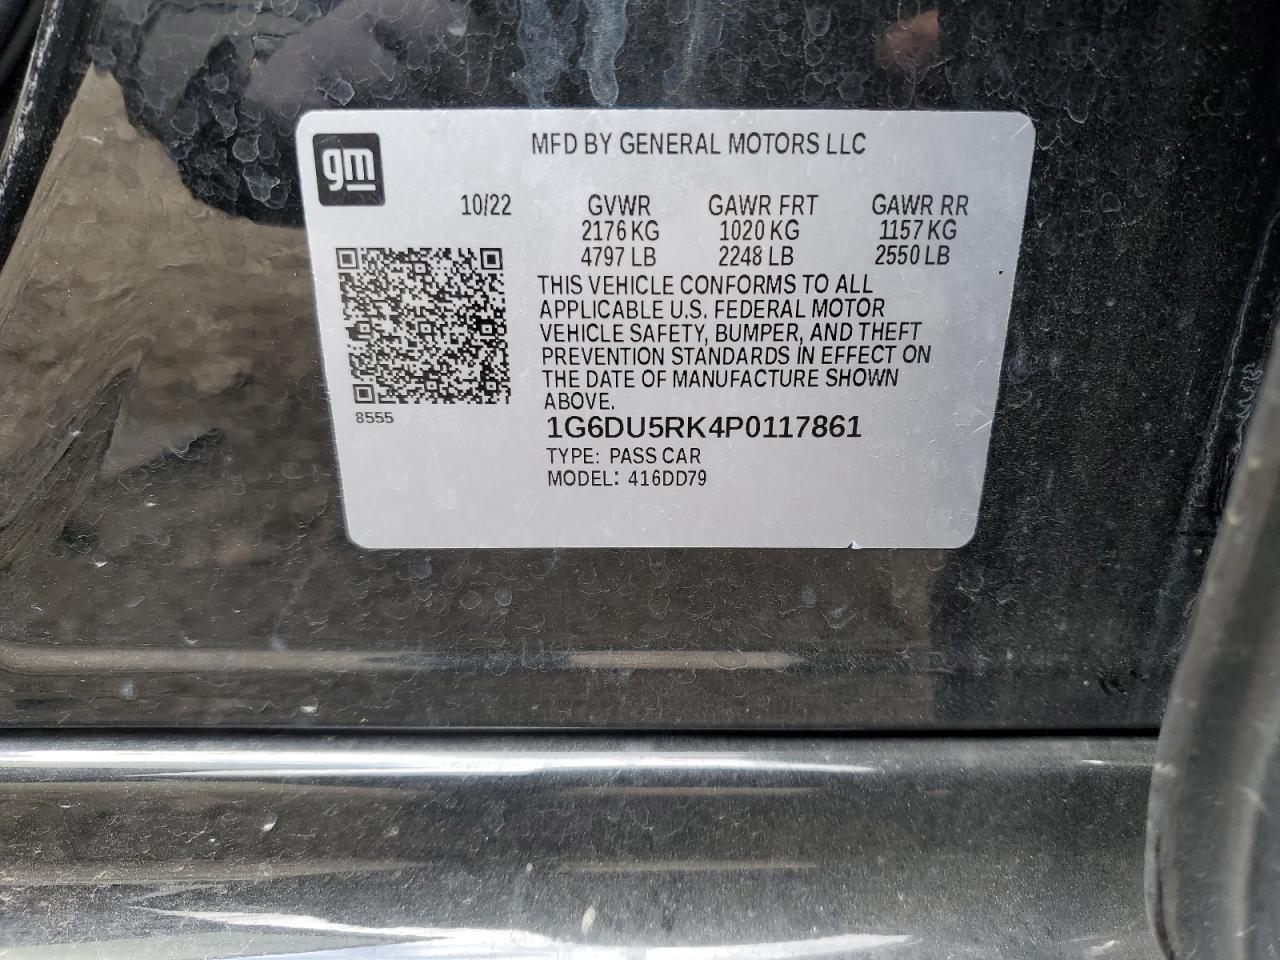 gm
MFD BY GENERAL MOTORS LLC
10/22 GVWR GAWR FRT GAWR RR
2176 KG 1020 KG 1157 KG
4797 LB 2248 LB 2550 LB
THIS VEHICLE CONFORMS TO ALL
APPLICABLE U.S. FEDERAL MOTOR
VEHICLE SAFETY, BUMPER, AND THEFT
PREVENTION STANDARDS IN EFFECT ON
THE DATE OF MANUFACTURE SHOWN
ABOVE.
8555
1G6DU5RK4P0117861
TYPE: PASS CAR
MODEL: 416DD79